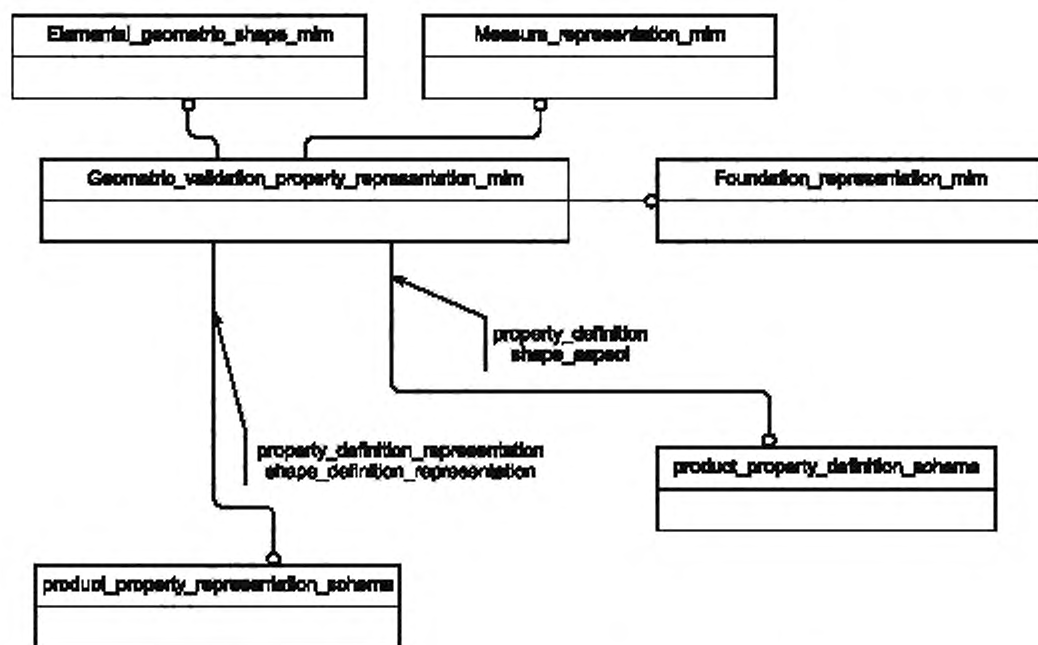 Elemental_geometric_shape_mim
Measure_representation_mim
Geometric_validation_property_representation_mim
Foundation_representation_mim
property_definition
shape_aspect
property_definition_representation
shape_definition_representation
product_property_definition_schema
product_property_representation_schema